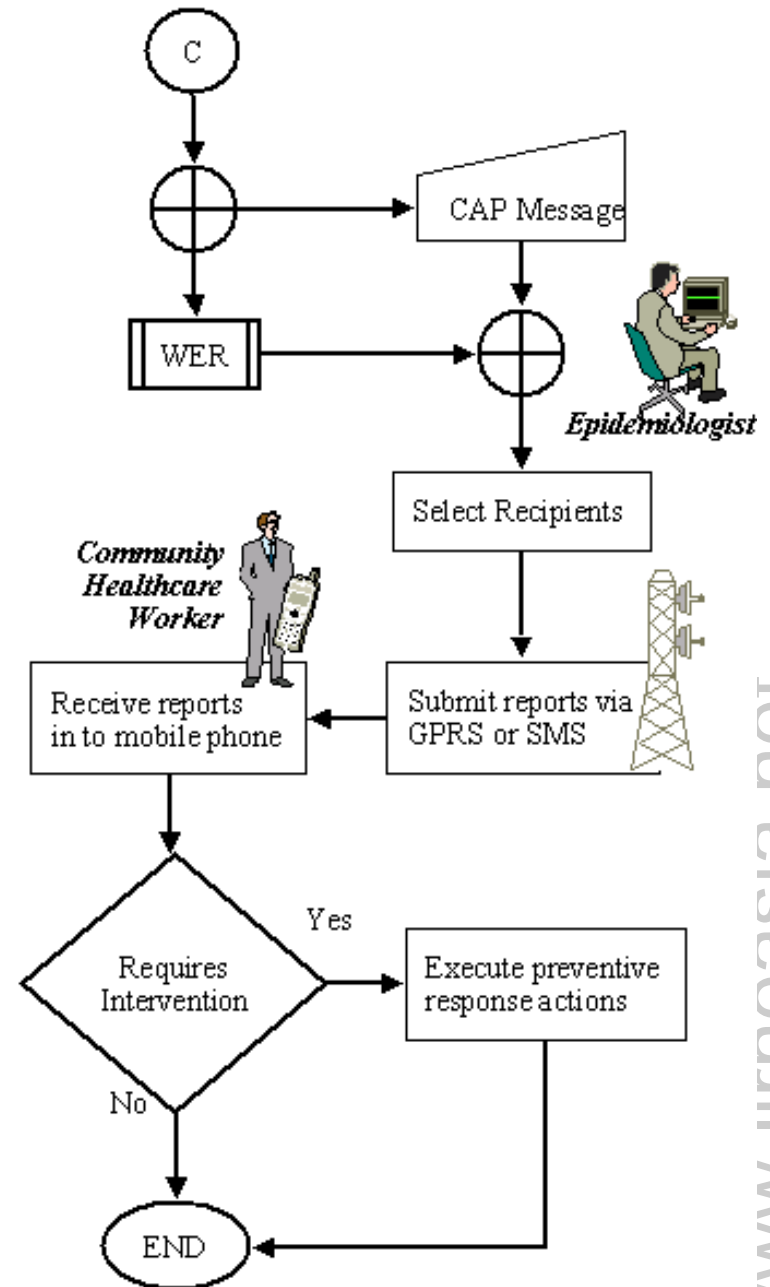 C
CAP Message
WER
Epidemiologist
Select Recipients
Community
Healthcare
Worker
Receive reports
in to mobile phone
Submit reports via
GPRS or SMS
Requires
Intervention
Yes
Execute preventive
response actions
No
END